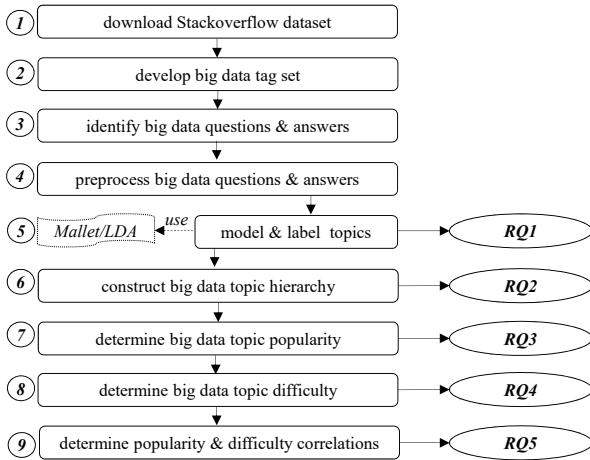 1 download Stackoverflow dataset
2 develop big data tag set
3 identify big data questions & answers
4 preprocess big data questions & answers
5 Mallet/LDA use model & label topics RQ1
6 construct big data topic hierarchy RQ2
7 determine big data topic popularity RQ3
8 determine big data topic difficulty RQ4
9 determine popularity & difficulty correlations RQ5